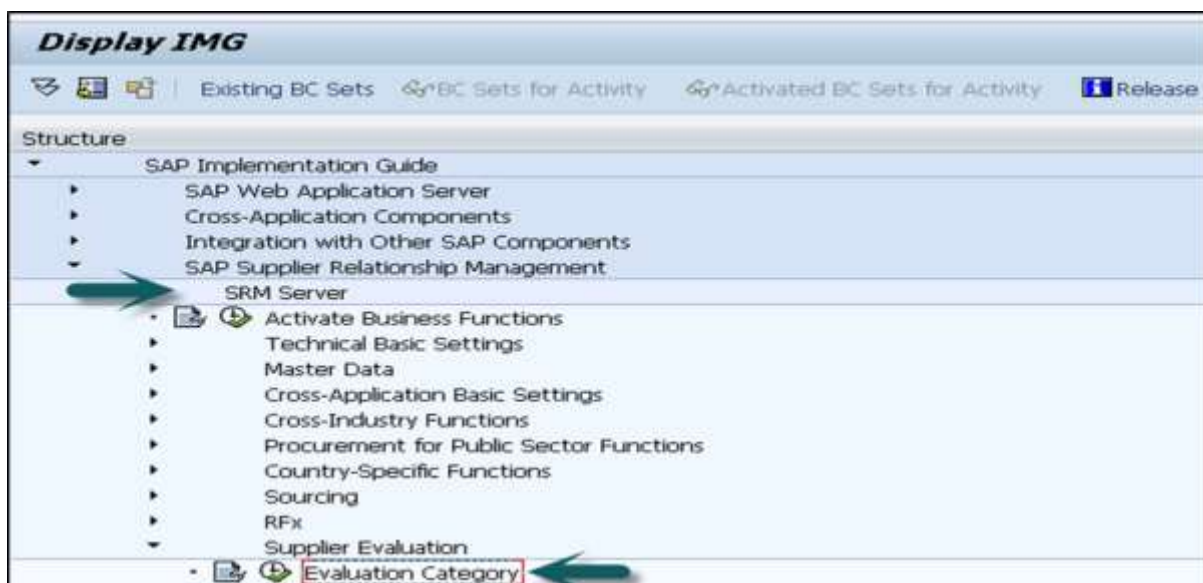 Display IMG
Existing BC Sets BC Sets for Activity Activated BC Sets for Activity Release
Structure
SAP Implementation Guide
SAP Web Application Server
Cross-Application Components
Integration with Other SAP Components
SAP Supplier Relationship Management
SRM Server
Activate Business Functions
Technical Basic Settings
Master Data
Cross-Application Basic Settings
Cross-Industry Functions
Procurement for Public Sector Functions
Country-Specific Functions
Sourcing
RFx
Supplier Evaluation
Evaluation Category